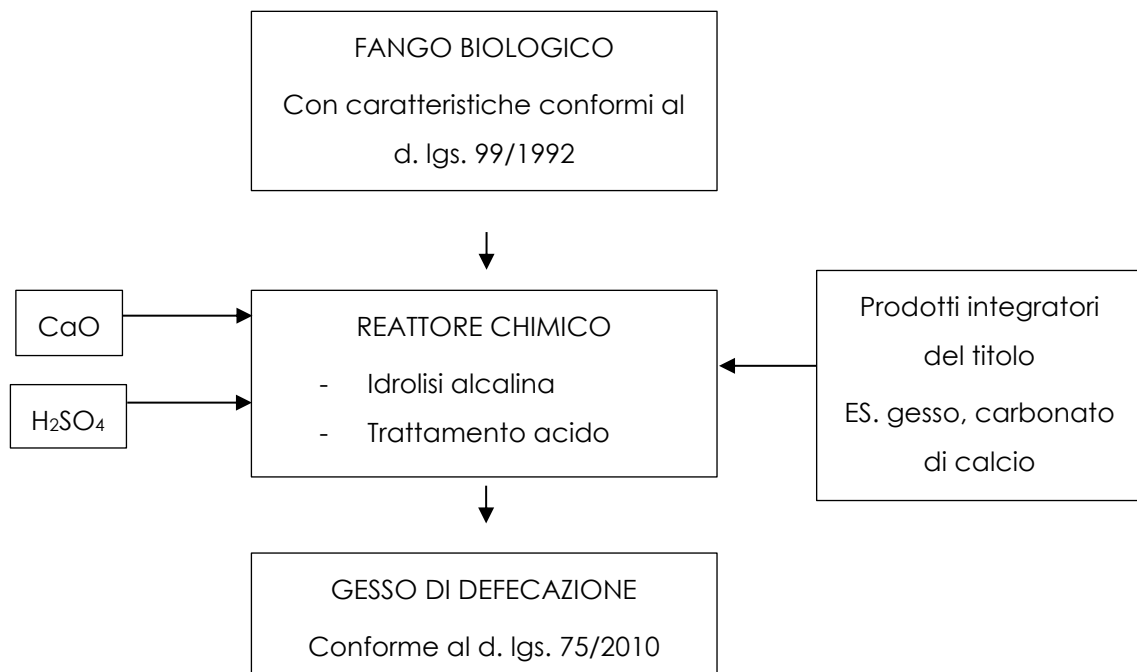 FANGO BIOLOGICO
Con caratteristiche conformi al
d. lgs. 99/1992
CaO
H₂SO₄
REATTORE CHIMICO
- Idrolisi alcalina
- Trattamento acido
Prodotti integratori
del titolo
ES. gesso, carbonato
di calcio
GESSO DI DEFECAZIONE
Conforme al d. lgs. 75/2010